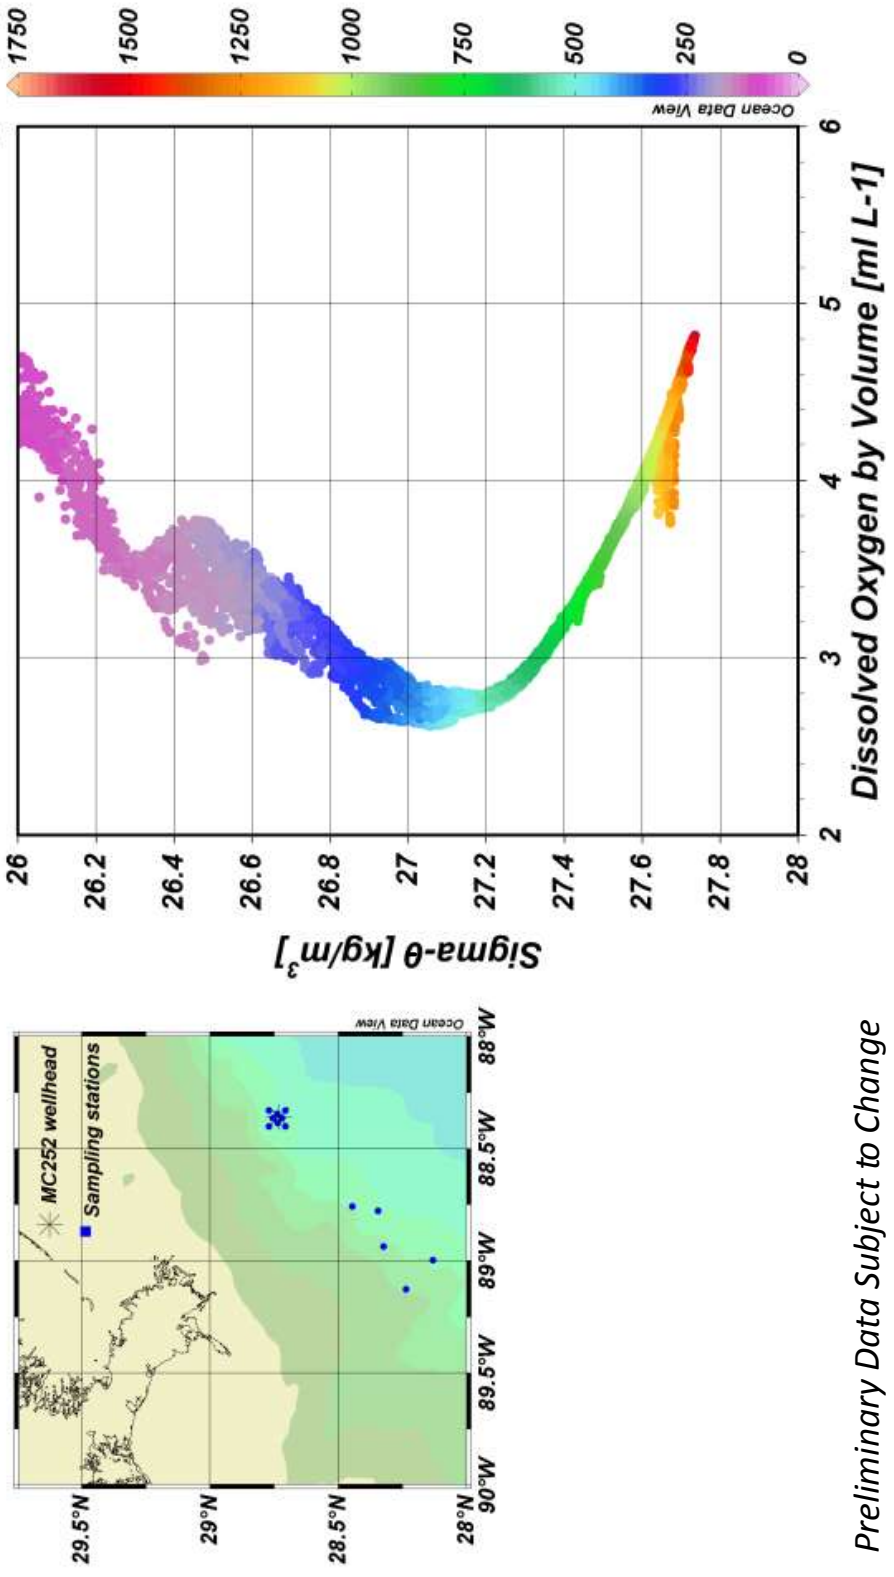 MC252 wellhead
Sampling stations
29.5°N
29°N
28.5°N
28°N
90°W
89.5°W
89°W
88.5°W
88°W
Ocean Data View
Sigma-θ [kg/m³]
26
26.2
26.4
26.6
26.8
27
27.2
27.4
27.6
27.8
28
2
3
4
5
6
Dissolved Oxygen by Volume [ml L-1]
1750
1500
1250
1000
750
500
250
0
Ocean Data View
Preliminary Data Subject to Change